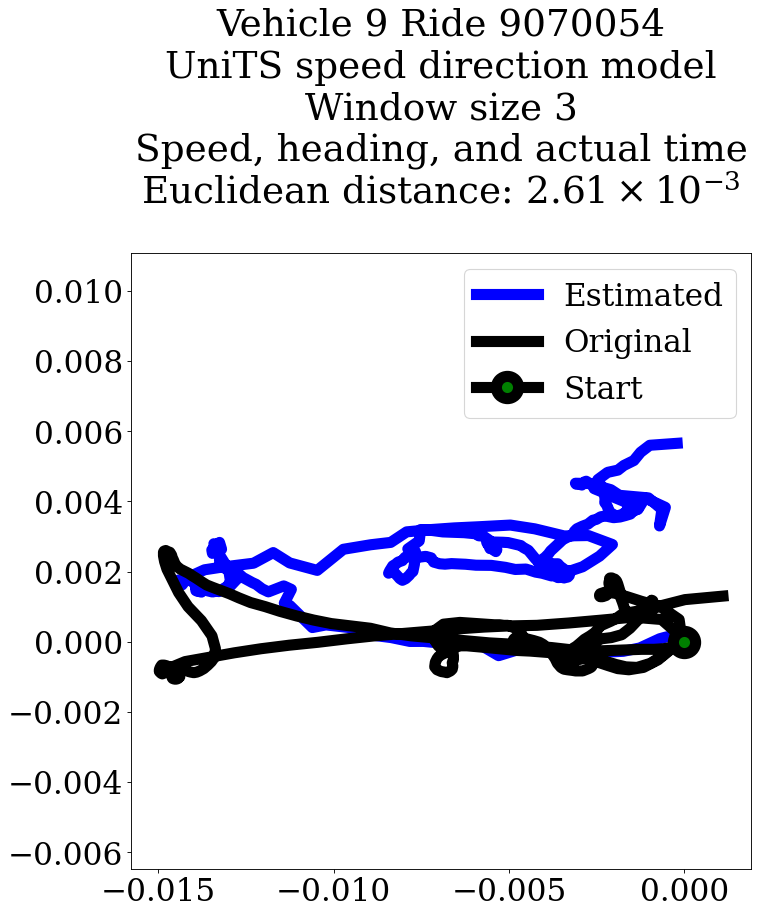 Vehicle 9 Ride 9070054
UniTS speed direction model
Window size 3
Speed, heading, and actual time
Euclidean distance: 2.61 × 10⁻³
Estimated
Original
Start
0.010
0.008
0.006
0.004
0.002
0.000
−0.002
−0.004
−0.006
−0.015 −0.010 −0.005 0.000